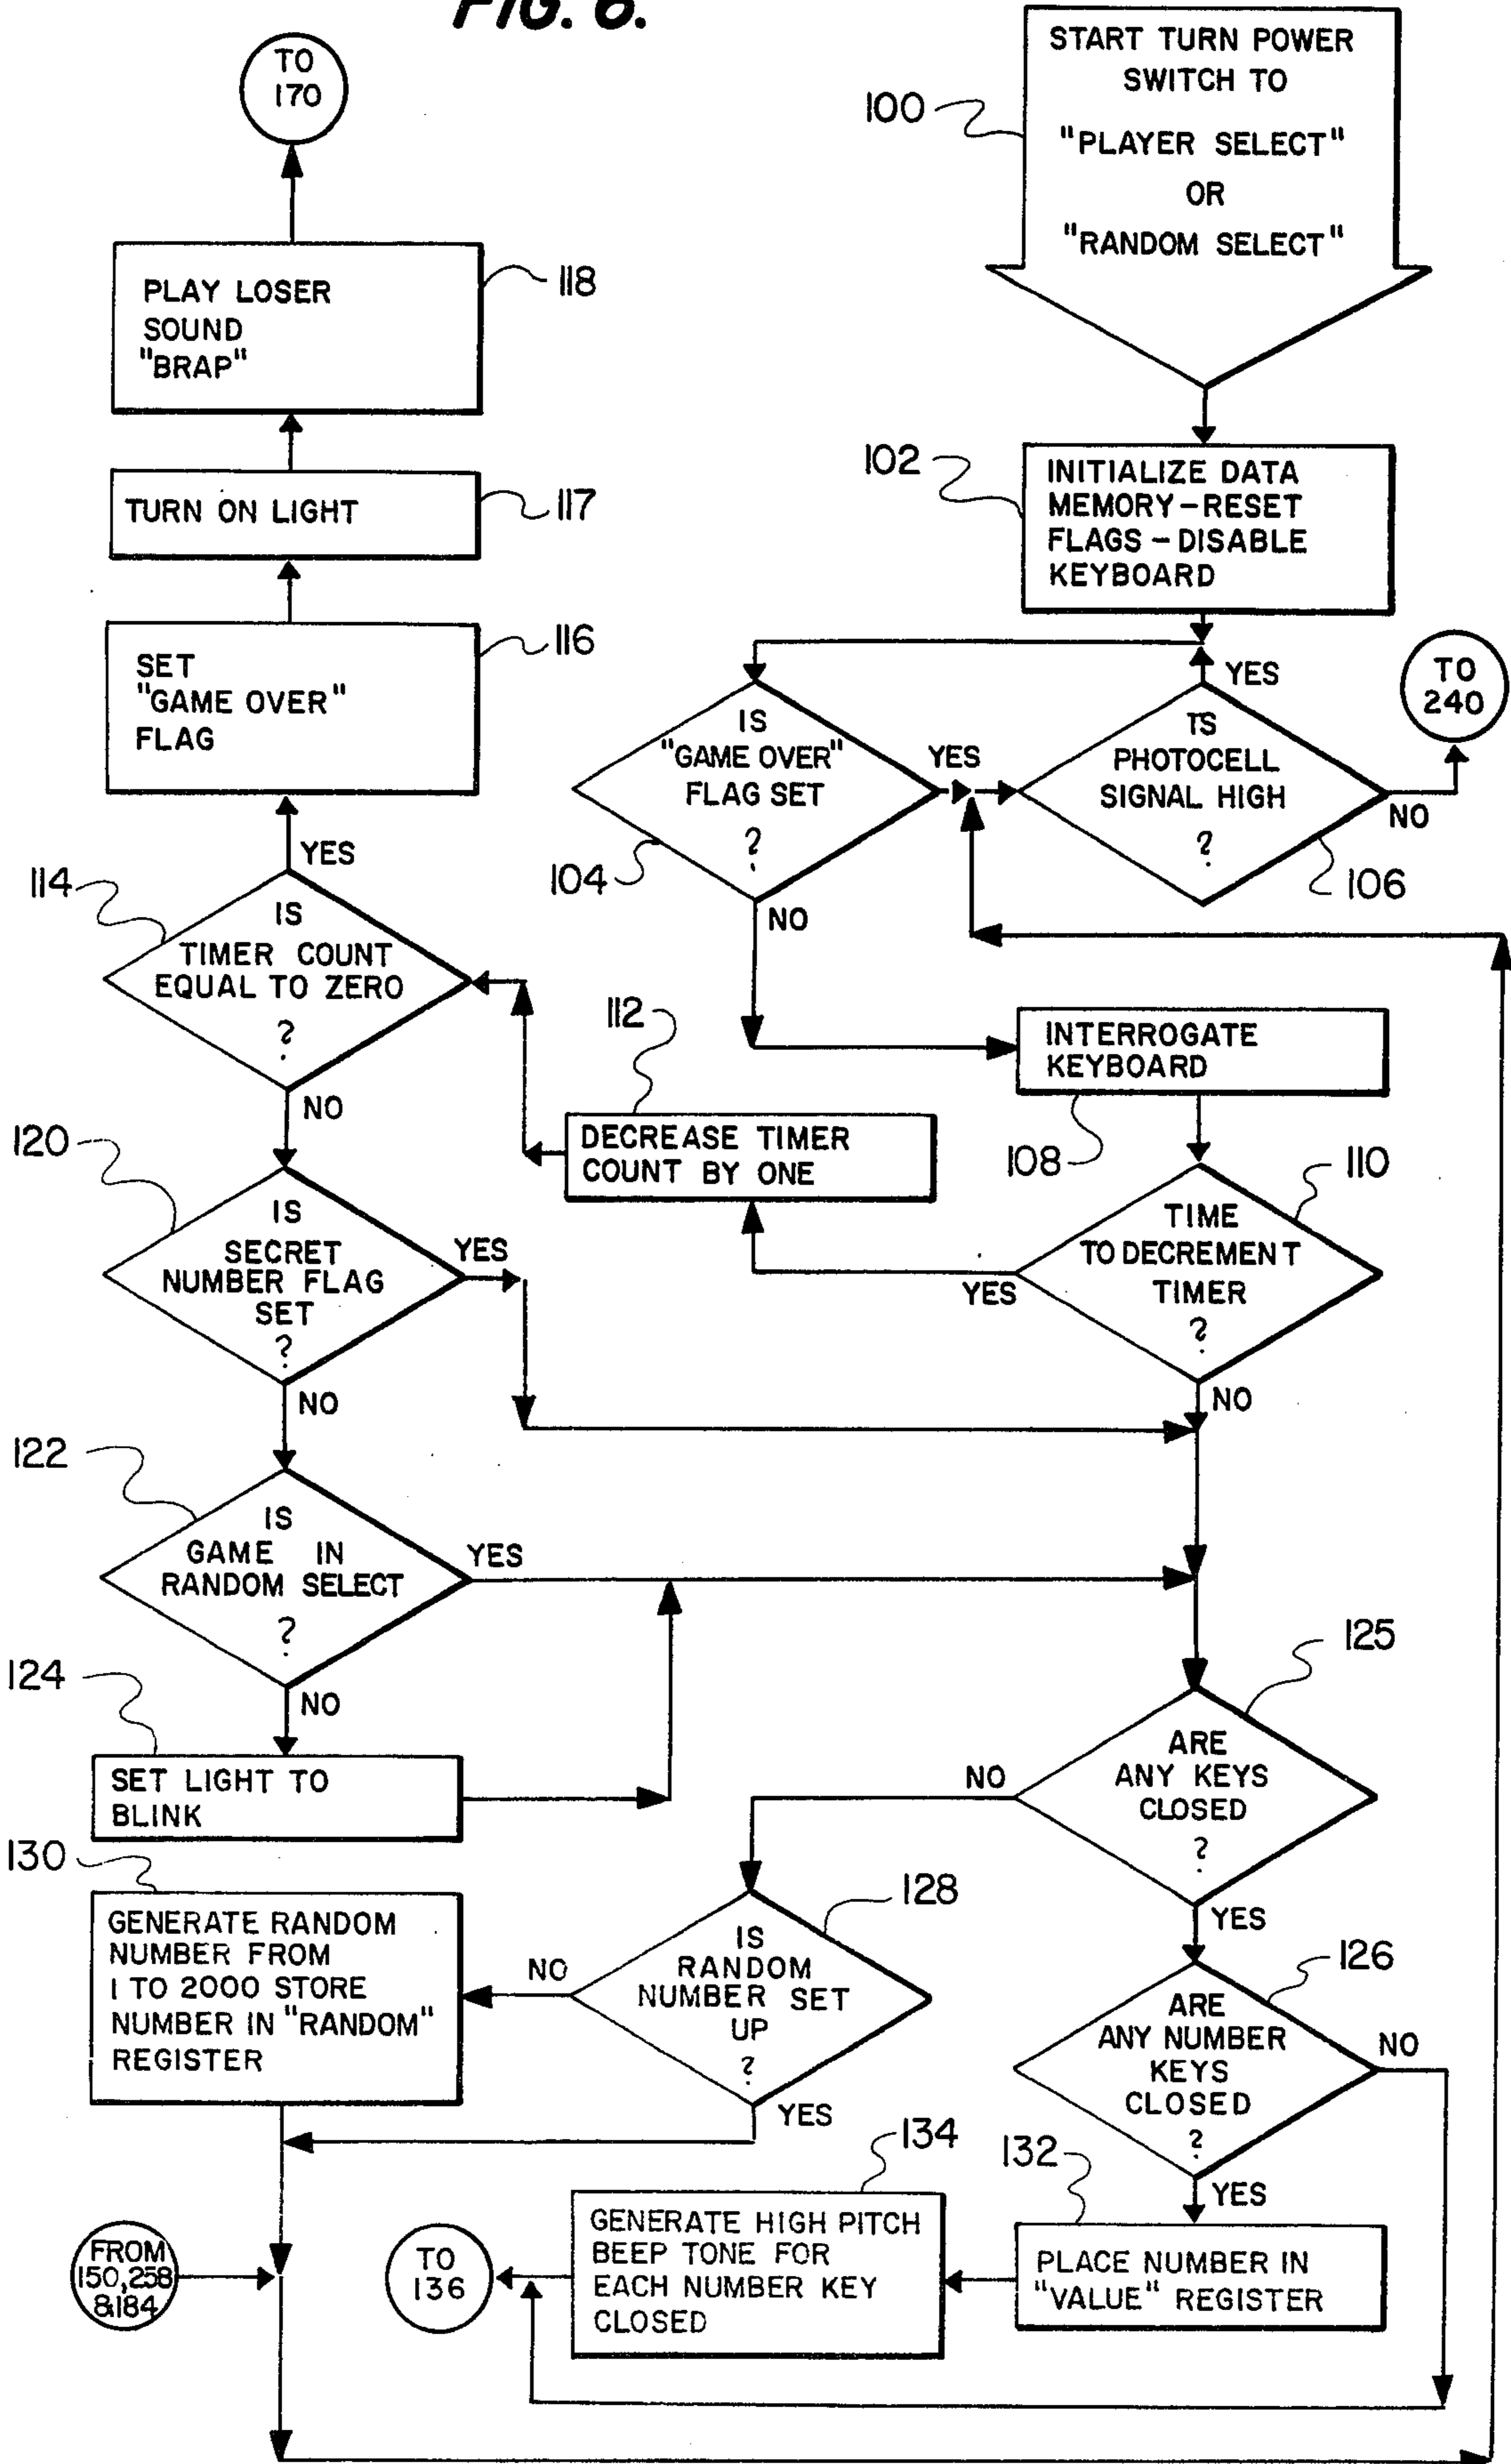 FIG. 6.
TO
170
START TURN POWER
SWITCH TO
"PLAYER SELECT"
OR
"RANDOM SELECT"
100
PLAY LOSER
SOUND
"BRAP"
118
TURN ON LIGHT
117
102
INITIALIZE DATA
MEMORY-RESET
FLAGS - DISABLE
KEYBOARD
SET
"GAME OVER"
FLAG
116
IS
"GAME OVER"
FLAG SET
?
104
YES
NO
TS
PHOTOCELL
SIGNAL HIGH
?
106
YES
NO
TO
240
YES
114
IS
TIMER COUNT
EQUAL TO ZERO
?
NO
112
DECREASE TIMER
COUNT BY ONE
INTERROGATE
KEYBOARD
108
110
TIME
TO DECREMENT
TIMER
?
YES
NO
120
IS
SECRET
NUMBER FLAG
SET
?
YES
NO
122
IS
GAME IN
RANDOM SELECT
?
YES
NO
124
SET LIGHT TO
BLINK
125
ARE
ANY KEYS
CLOSED
?
NO
YES
130
GENERATE RANDOM
NUMBER FROM
1 TO 2000 STORE
NUMBER IN "RANDOM"
REGISTER
128
IS
RANDOM
NUMBER SET
UP
?
NO
YES
126
ARE
ANY NUMBER
KEYS
CLOSED
?
NO
YES
132
PLACE NUMBER IN
"VALUE" REGISTER
134
GENERATE HIGH PITCH
BEEP TONE FOR
EACH NUMBER KEY
CLOSED
TO
136
FROM
150,258
&184